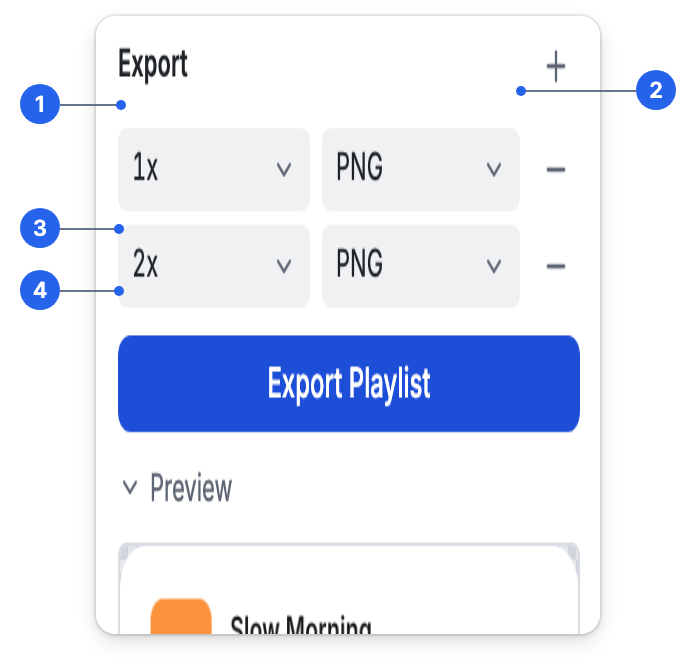 Export
1
2
1x PNG
3
2x PNG
4
Export Playlist
Preview
Slow Morning